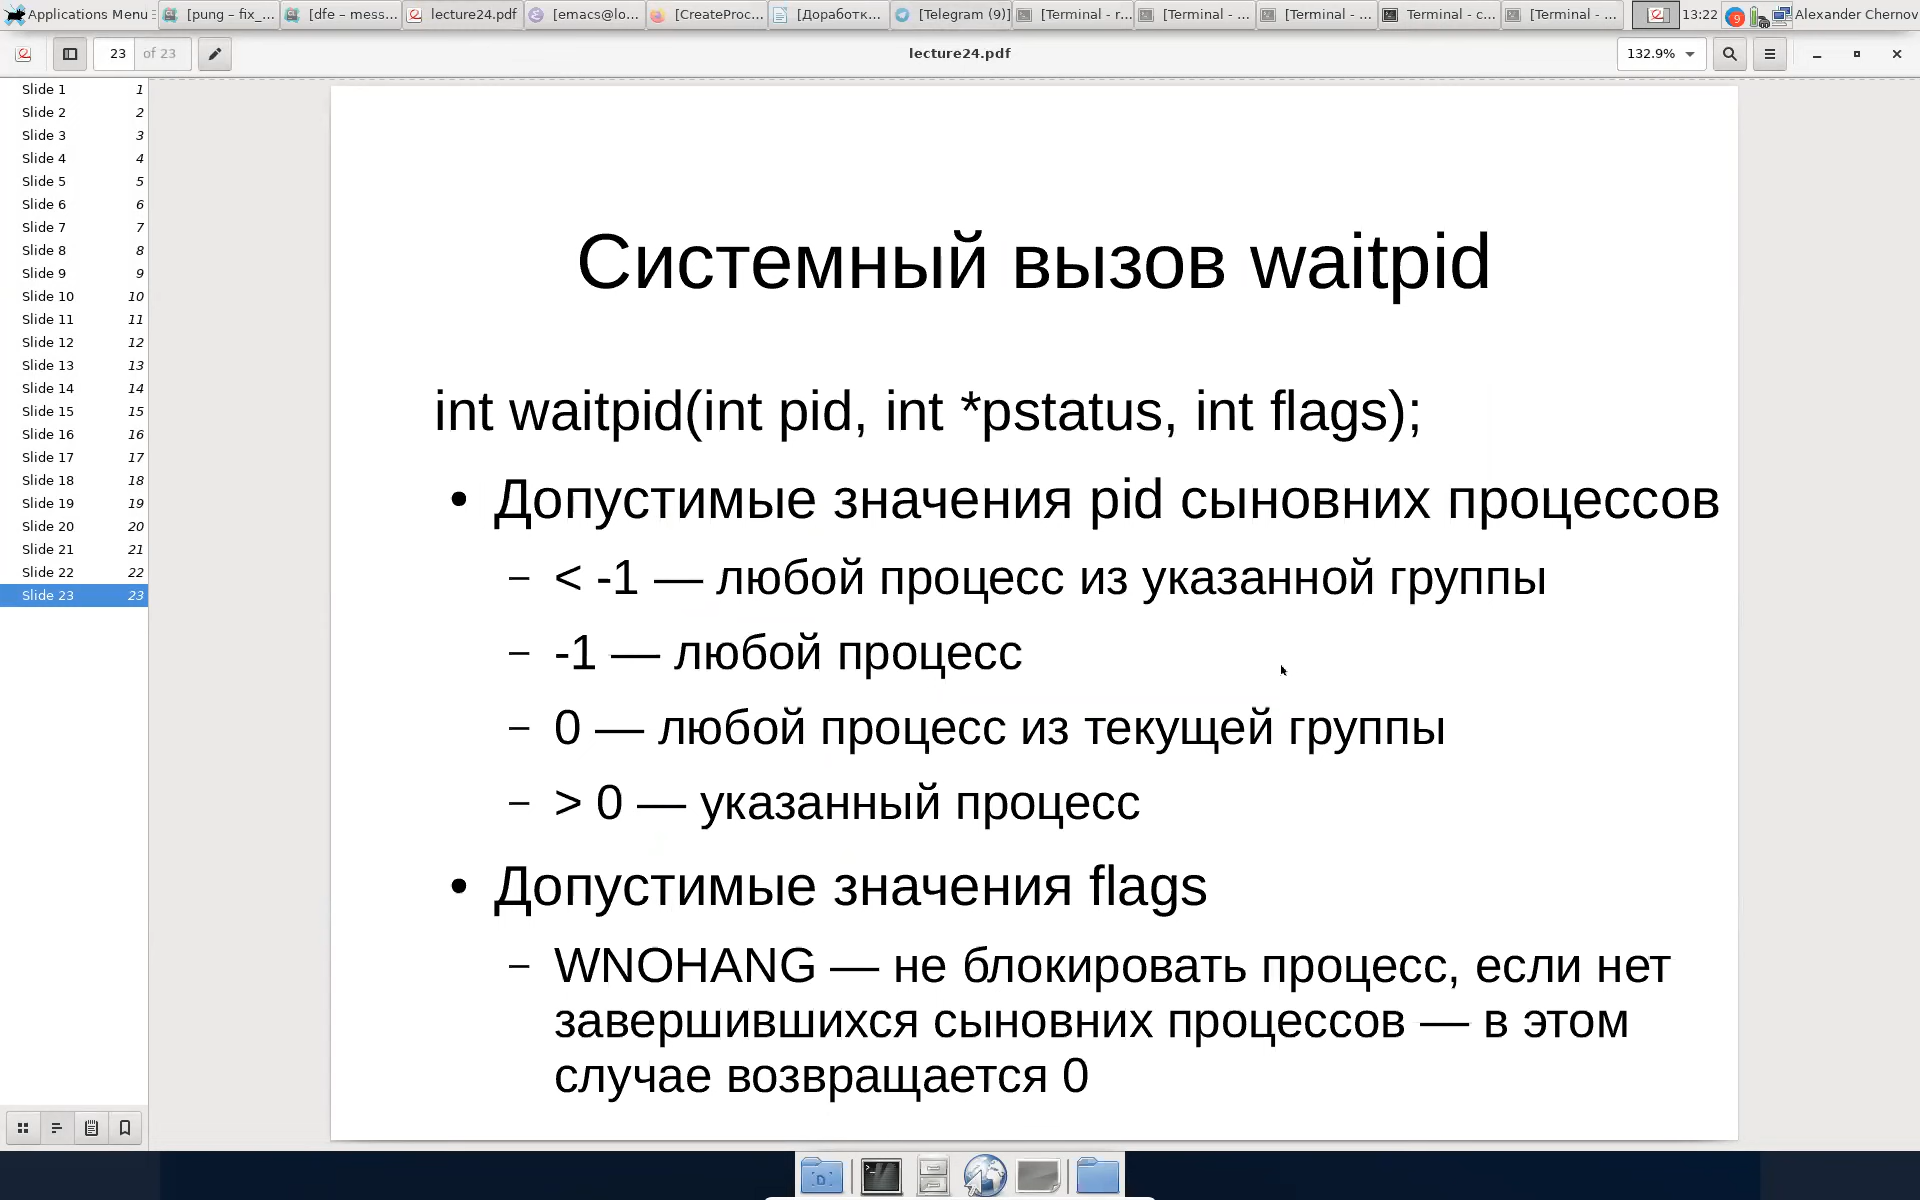 Applications Menu
[pung – fix_...
[dfe – mess...
lecture24.pdf
[emacs@lo...
[CreateProc...
[Доработк...
[Telegram (9)]
[Terminal - r...
[Terminal - ...
[Terminal - ...
Terminal - c...
[Terminal - ...
13:22
9
Alexander Chernov
23 of 23
lecture24.pdf
132.9%
Slide 1 1
Slide 2 2
Slide 3 3
Slide 4 4
Slide 5 5
Slide 6 6
Slide 7 7
Slide 8 8
Slide 9 9
Slide 10 10
Slide 11 11
Slide 12 12
Slide 13 13
Slide 14 14
Slide 15 15
Slide 16 16
Slide 17 17
Slide 18 18
Slide 19 19
Slide 20 20
Slide 21 21
Slide 22 22
Slide 23 23
Системный вызов waitpid
int waitpid(int pid, int *pstatus, int flags);
• Допустимые значения pid сыновних процессов
– < -1 — любой процесс из указанной группы
– -1 — любой процесс
– 0 — любой процесс из текущей группы
– > 0 — указанный процесс
• Допустимые значения flags
– WNOHANG — не блокировать процесс, если нет
завершившихся сыновних процессов — в этом
случае возвращается 0